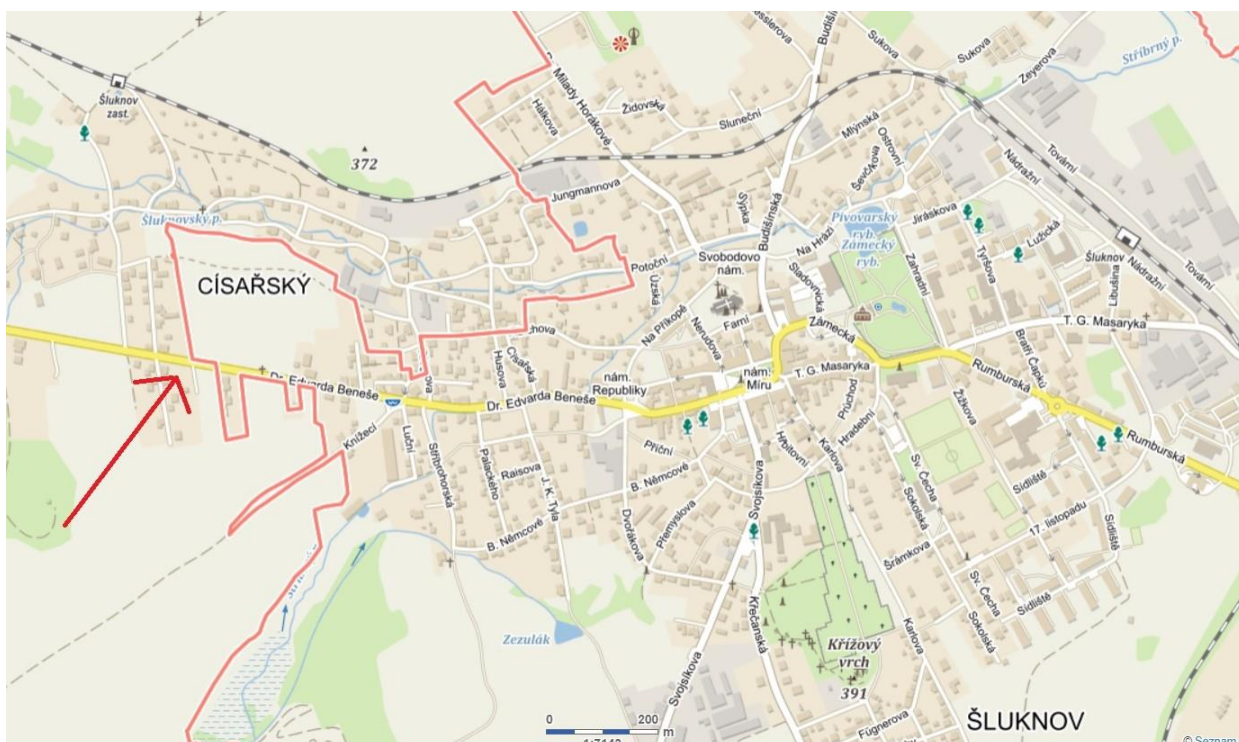 Budišínská
Sukova
Sukova
Stříbrný p.
Zeyerova
Milady Horákové
Hálkova
Židovská
Sluneční
Mlýnská
Ostrovní
Ševčíkova
Nádražní
Tovární
Šluknov
zast.
372
Jungmannova
Sypka
Budišínská
Na Hrázi
Pivovarský
ryb.
Zámecký
ryb.
Jiráskova
Lužická
Šluknovský p.
Potoční
Svobodovo
nám.
Sladovnická
Zahradní
Tyršova
Šluknov
Libušina
Nádražní
Tovární
CÍSAŘSKÝ
Úzská
Na Příkopě
Farní
Nerudova
Zámecká
T. G. Masaryka
Bratří Čapků
Císařská
Husova
nám.
Republiky
nám.
Míru
T. G. Masaryka
Průchod
Rumburská
Dr. Edvarda Beneše
Dr. Edvarda Beneše
Žižkova
Rumburská
Knížecí
Luční
Stříbrohorská
Palackého
Raisova
J. K. Tyla
Příční
B. Němcové
Hřbitovní
Karlova
Hradební
Sv. Čecha
Sokolská
Sídliště
17. listopadu
Sídliště
B. Němcové
Dvořákova
Přemyslova
Svojsíkova
Šrámkova
Sv. Čecha
Sídliště
Sokolská
Zezulák
Křečanská
Svojsíkova
Karlova
Křížový
vrch
391
Fügnerova
ŠLUKNOV
0 200
m
© Seznam